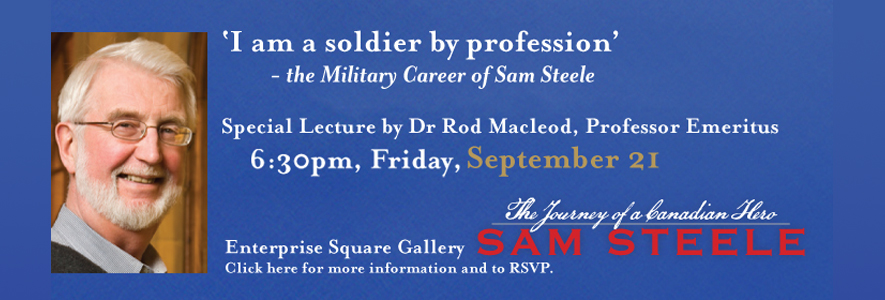 ‘I am a soldier by profession’
- the Military Career of Sam Steele
Special Lecture by Dr Rod Macleod, Professor Emeritus
6:30pm, Friday, September 21
The Journey of a Canadian Hero
SAM STEELE
Enterprise Square Gallery
Click here for more information and to RSVP.